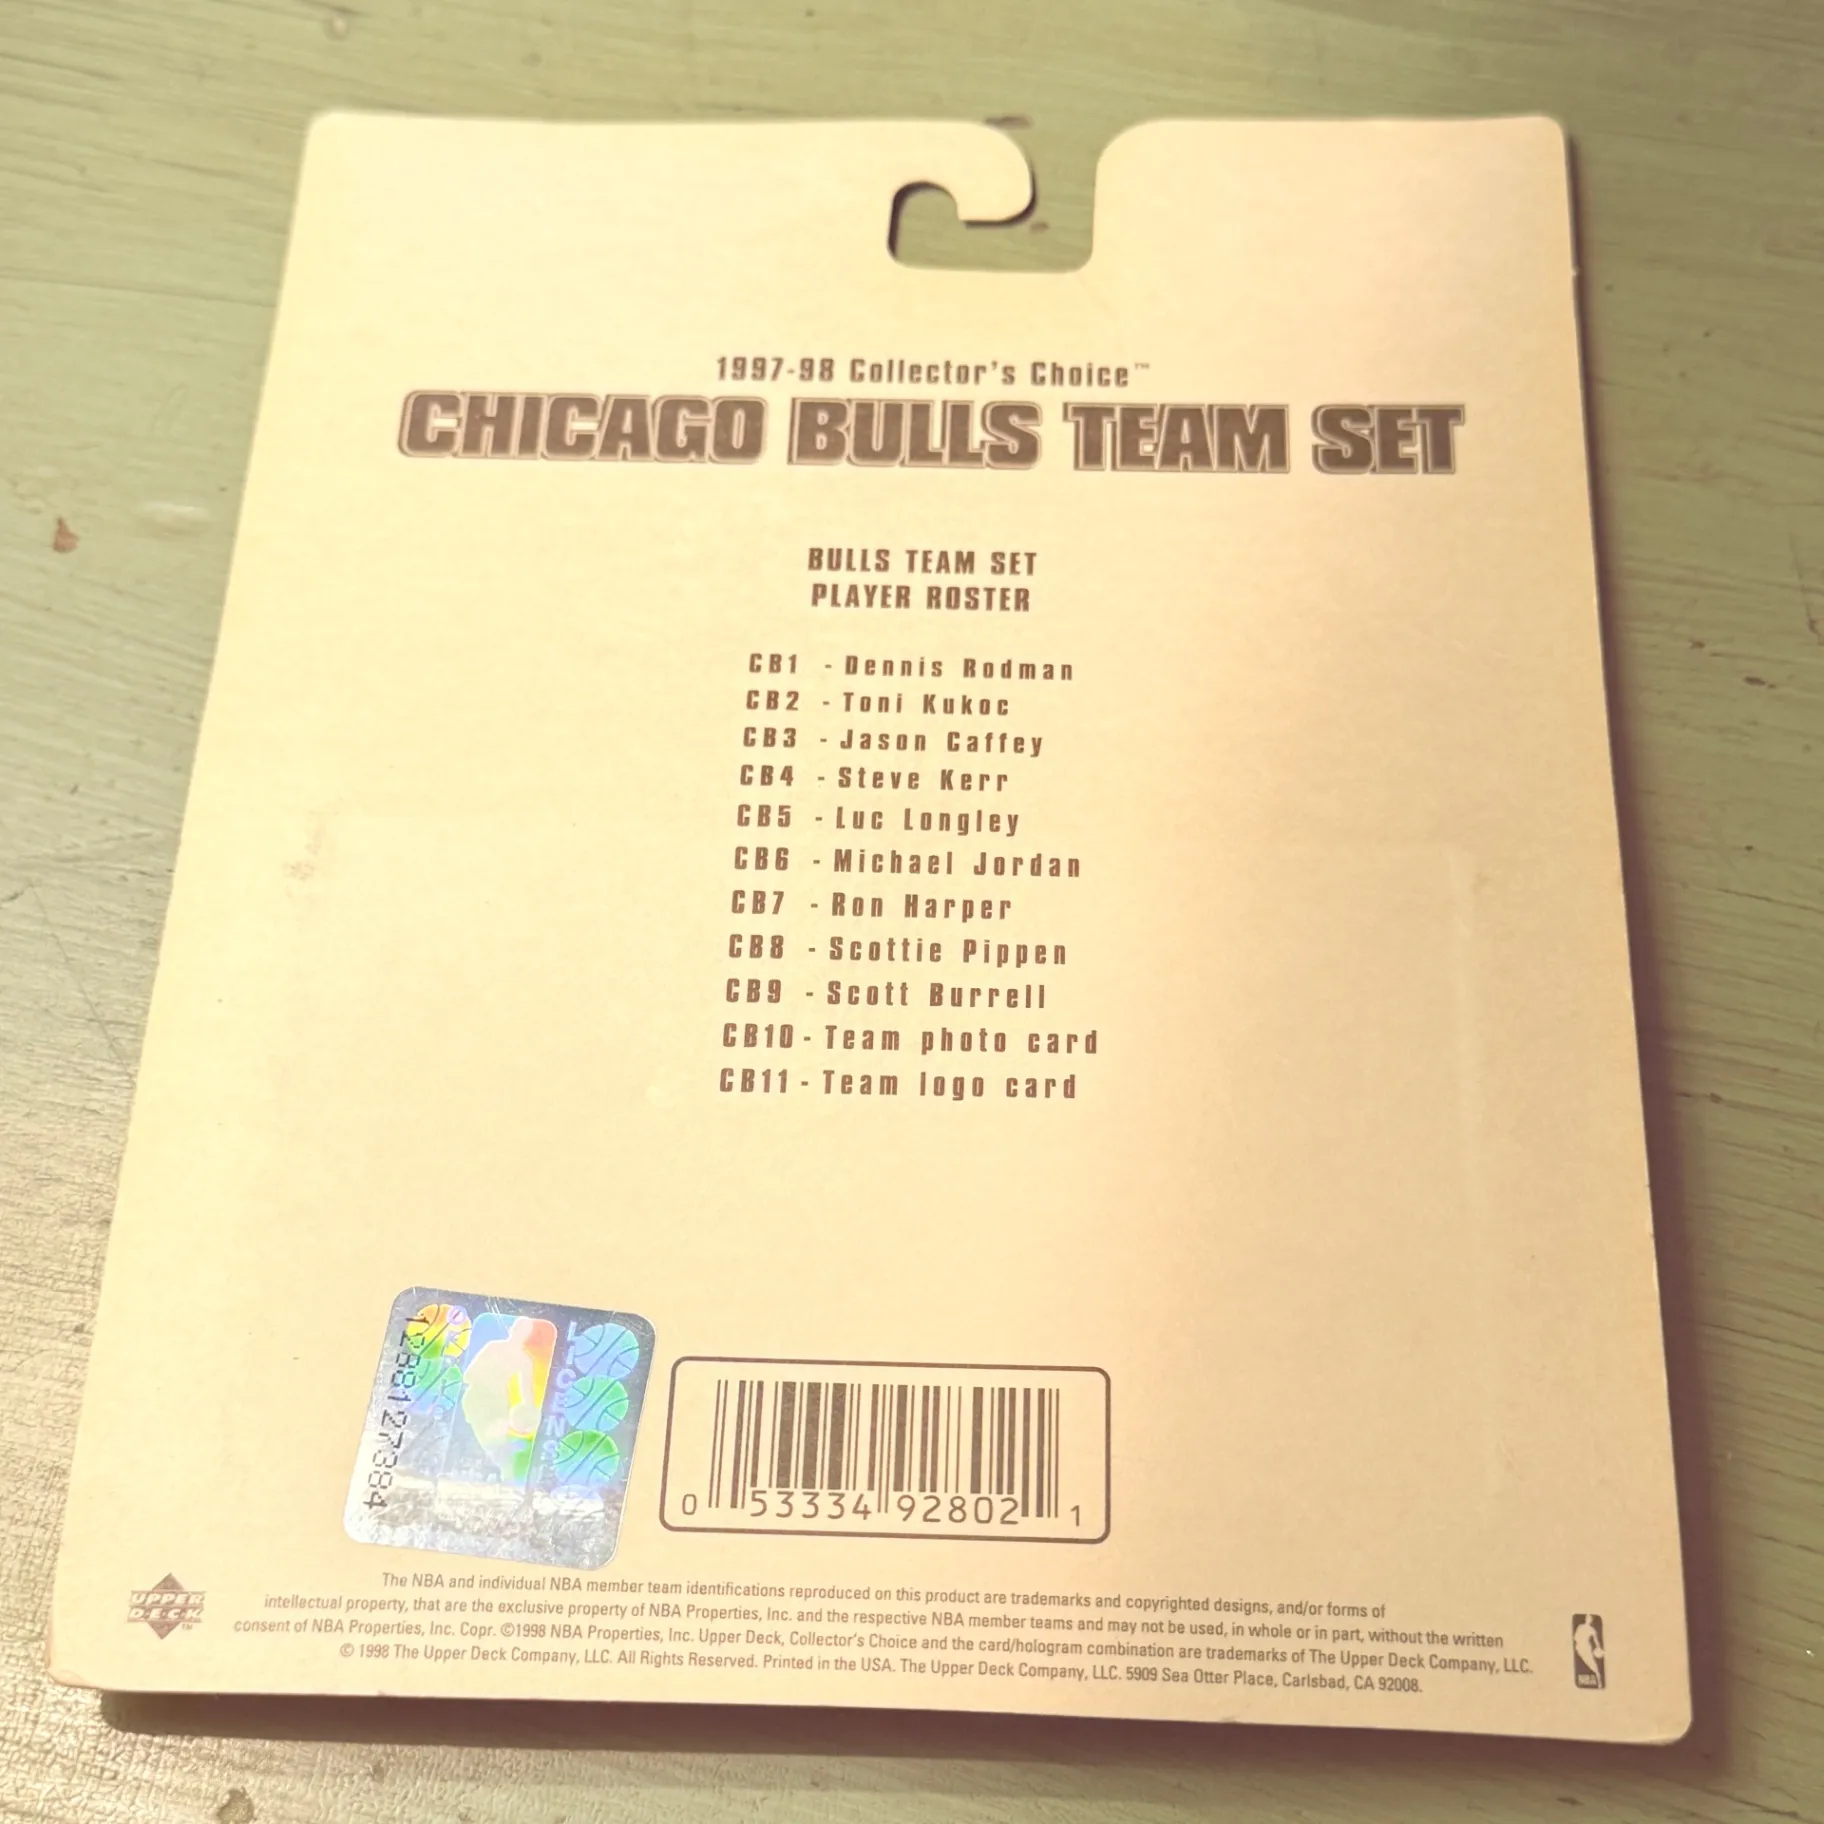 1997-98 Collector's Choice™
CHICAGO BULLS TEAM SET
BULLS TEAM SET
PLAYER ROSTER
CB1 - Dennis Rodman
CB2 - Toni Kukoc
CB3 - Jason Caffey
CB4 - Steve Kerr
CB5 - Luc Longley
CB6 - Michael Jordan
CB7 - Ron Harper
CB8 - Scottie Pippen
CB9 - Scott Burrell
CB10 - Team photo card
CB11 - Team logo card
1288127384
0 53334 92802 1
UPPER
D·E·C·K™
The NBA and individual NBA member team identifications reproduced on this product are trademarks and copyrighted designs, and/or forms of
intellectual property, that are the exclusive property of NBA Properties, Inc. and the respective NBA member teams and may not be used, in whole or in part, without the written
consent of NBA Properties, Inc. Copr. ©1998 NBA Properties, Inc. Upper Deck, Collector's Choice and the card/hologram combination are trademarks of The Upper Deck Company, LLC.
© 1998 The Upper Deck Company, LLC. All Rights Reserved. Printed in the USA. The Upper Deck Company, LLC. 5909 Sea Otter Place, Carlsbad, CA 92008.
NBA